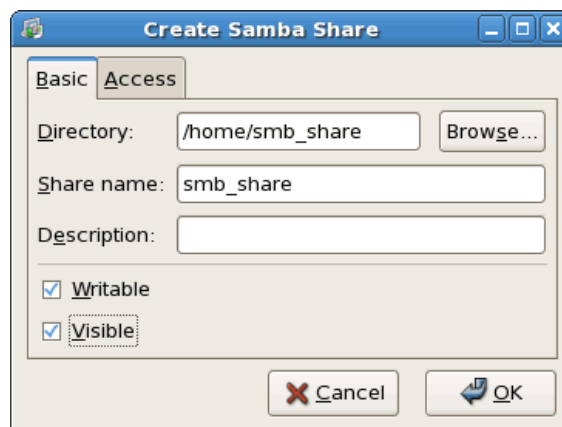 Create Samba Share
Basic Access
Directory: /home/smb_share Browse...
Share name: smb_share
Description:
Writable
Visible
Cancel OK